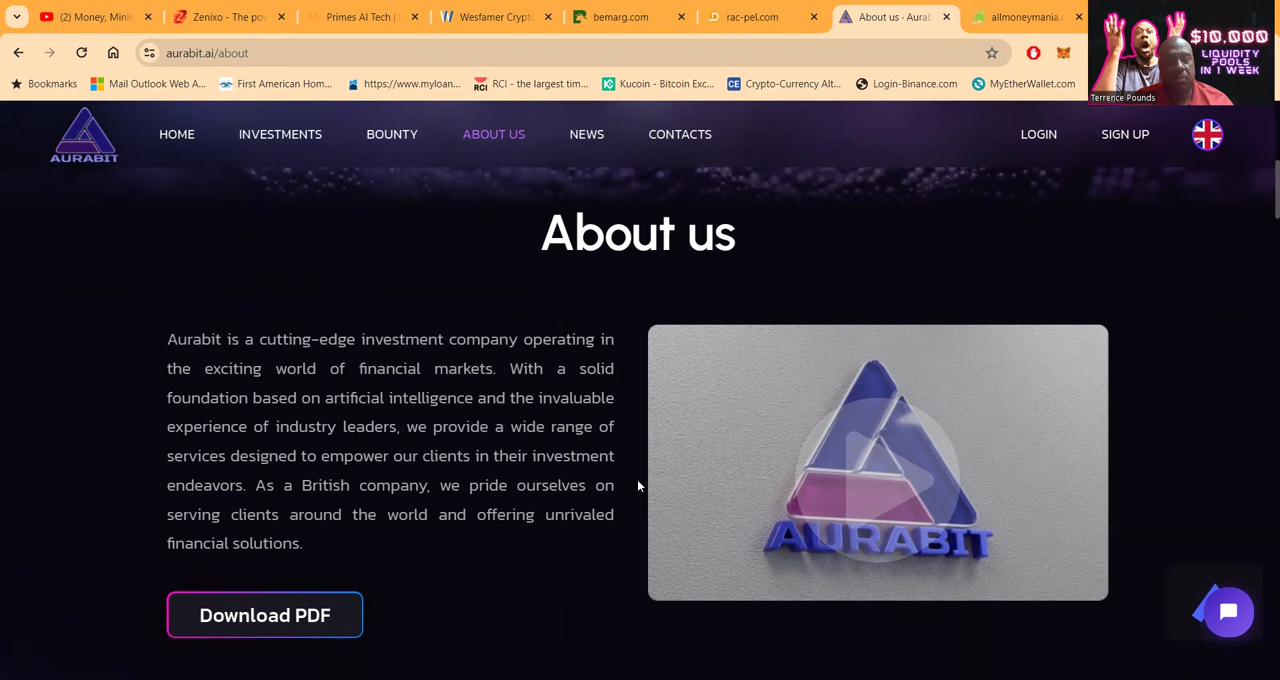 (2) Money, Minis
Zenixo - The pov
Primes AI Tech |
Wesfamer Crypt
bemarg.com
rac-pel.com
About us · Aurab
allmoneymania.c
aurabit.ai/about
$10,000
LIQUIDITY
POOLS
IN 1 WEEK
Terrence Pounds
Bookmarks
Mail Outlook Web A...
First American Hom...
https://www.myloan...
RCI
RCI - the largest tim...
Kucoin - Bitcoin Exc...
CE
Crypto-Currency Alt...
Login-Binance.com
MyEtherWallet.com
AURABIT
HOME
INVESTMENTS
BOUNTY
ABOUT US
NEWS
CONTACTS
LOGIN
SIGN UP
About us
Aurabit is a cutting-edge investment company operating in
the exciting world of financial markets. With a solid
foundation based on artificial intelligence and the invaluable
experience of industry leaders, we provide a wide range of
services designed to empower our clients in their investment
endeavors. As a British company, we pride ourselves on
serving clients around the world and offering unrivaled
financial solutions.
Download PDF
AURABIT